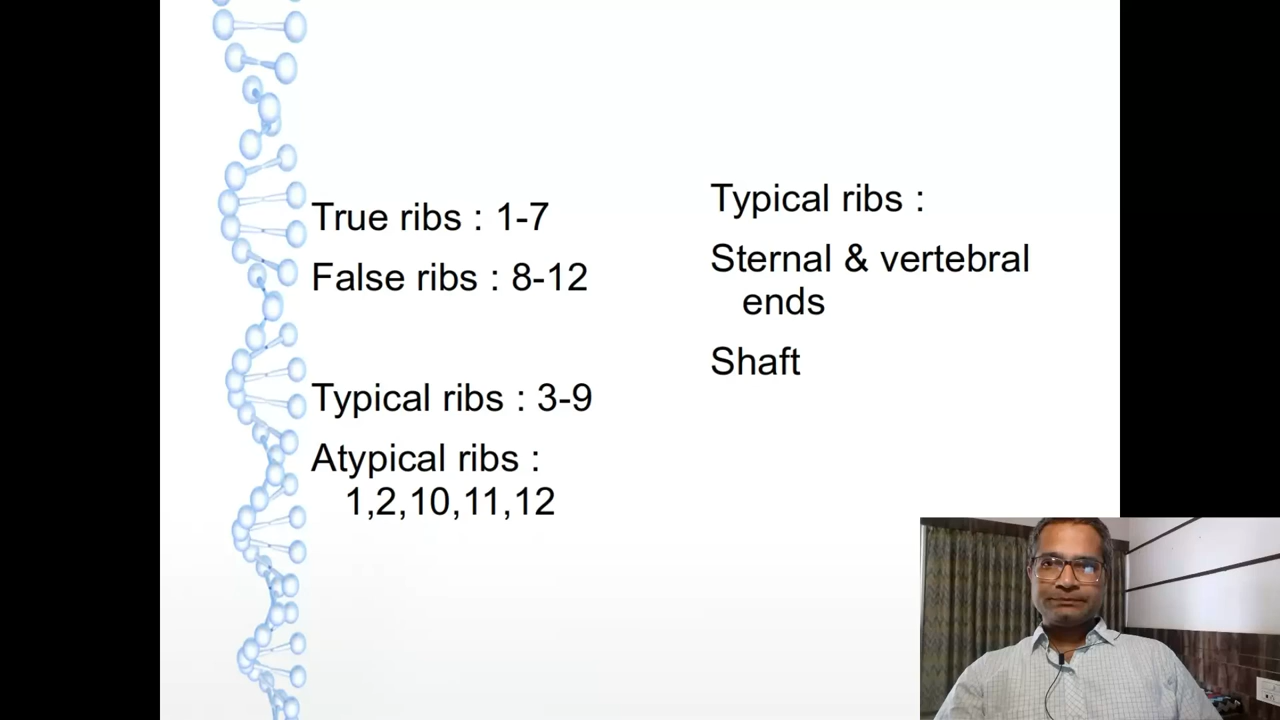 True ribs : 1-7
False ribs : 8-12
Typical ribs : 3-9
Atypical ribs :
1,2,10,11,12
Typical ribs :
Sternal & vertebral
ends
Shaft